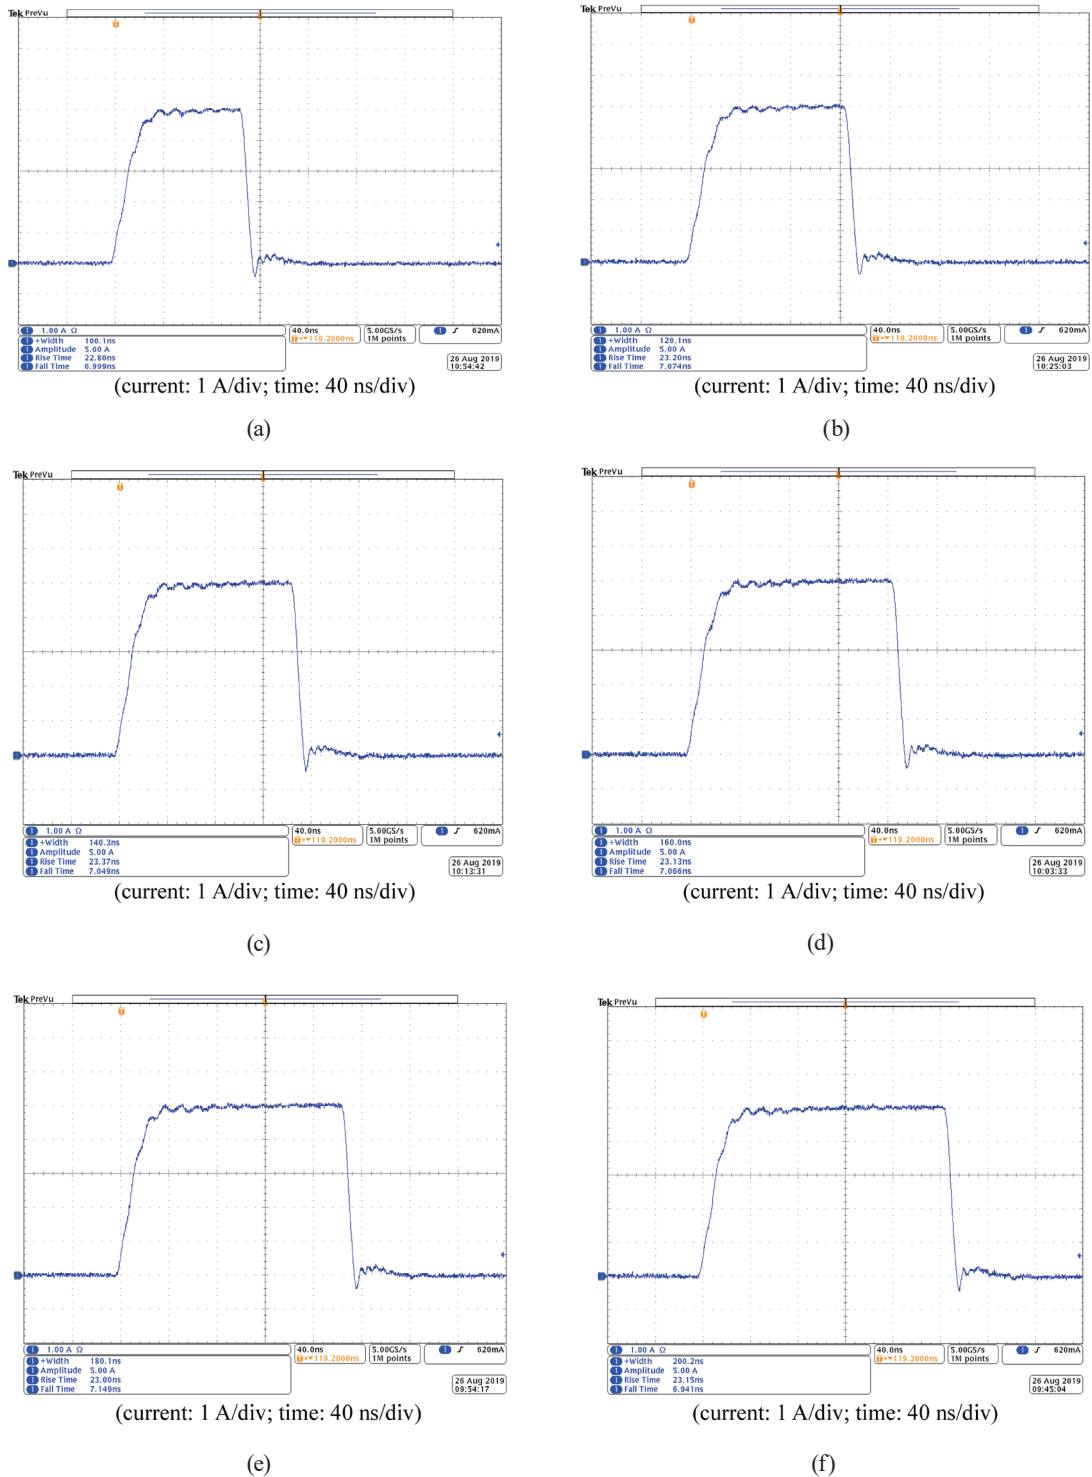 Tek PreVu
1.00 A Ω
40.0ns
5.00GS/s
1
620mA
+Width 100.1ns
119.2000ns
1M points
Amplitude 5.00 A
Rise Time 22.80ns
Fall Time 6.999ns
26 Aug 2019
10:54:42
(current: 1 A/div; time: 40 ns/div)
(a)
Tek PreVu
1.00 A Ω
40.0ns
5.00GS/s
1
620mA
+Width 120.1ns
119.2000ns
1M points
Amplitude 5.00 A
Rise Time 23.20ns
Fall Time 7.074ns
26 Aug 2019
10:25:03
(current: 1 A/div; time: 40 ns/div)
(b)
Tek PreVu
1.00 A Ω
40.0ns
5.00GS/s
1
620mA
+Width 140.3ns
119.2000ns
1M points
Amplitude 5.00 A
Rise Time 23.37ns
Fall Time 7.049ns
26 Aug 2019
10:13:31
(current: 1 A/div; time: 40 ns/div)
(c)
Tek PreVu
1.00 A Ω
40.0ns
5.00GS/s
1
620mA
+Width 160.0ns
119.2000ns
1M points
Amplitude 5.00 A
Rise Time 23.13ns
Fall Time 7.066ns
26 Aug 2019
10:03:33
(current: 1 A/div; time: 40 ns/div)
(d)
Tek PreVu
1.00 A Ω
40.0ns
5.00GS/s
1
620mA
+Width 180.1ns
119.2000ns
1M points
Amplitude 5.00 A
Rise Time 23.00ns
Fall Time 7.149ns
26 Aug 2019
09:54:17
(current: 1 A/div; time: 40 ns/div)
(e)
Tek PreVu
1.00 A Ω
40.0ns
5.00GS/s
1
620mA
+Width 200.2ns
119.2000ns
1M points
Amplitude 5.00 A
Rise Time 23.15ns
Fall Time 6.941ns
26 Aug 2019
09:45:04
(current: 1 A/div; time: 40 ns/div)
(f)